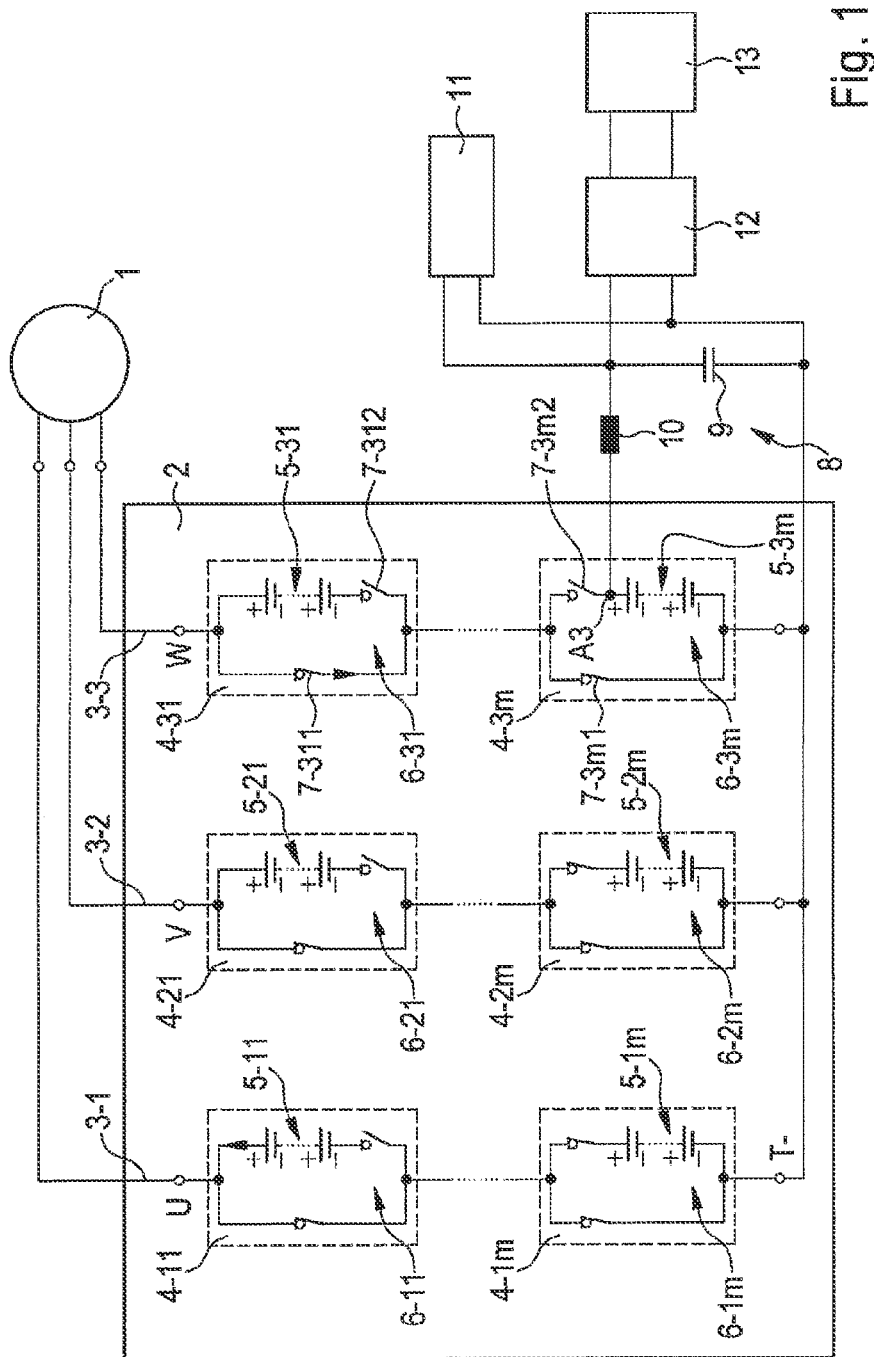 1
2
3-1
3-2
3-3
U
V
W
4-11
5-11
6-11
4-21
5-21
6-21
4-31
5-31
7-311
7-312
6-31
4-1m
5-1m
6-1m
4-2m
5-2m
6-2m
4-3m
7-3m1
7-3m2
A3
5-3m
6-3m
T-
+
-
+
-
+
-
+
-
+
-
+
-
+
-
+
-
+
-
+
-
+
-
+
-
8
9
10
11
12
13
Fig. 1